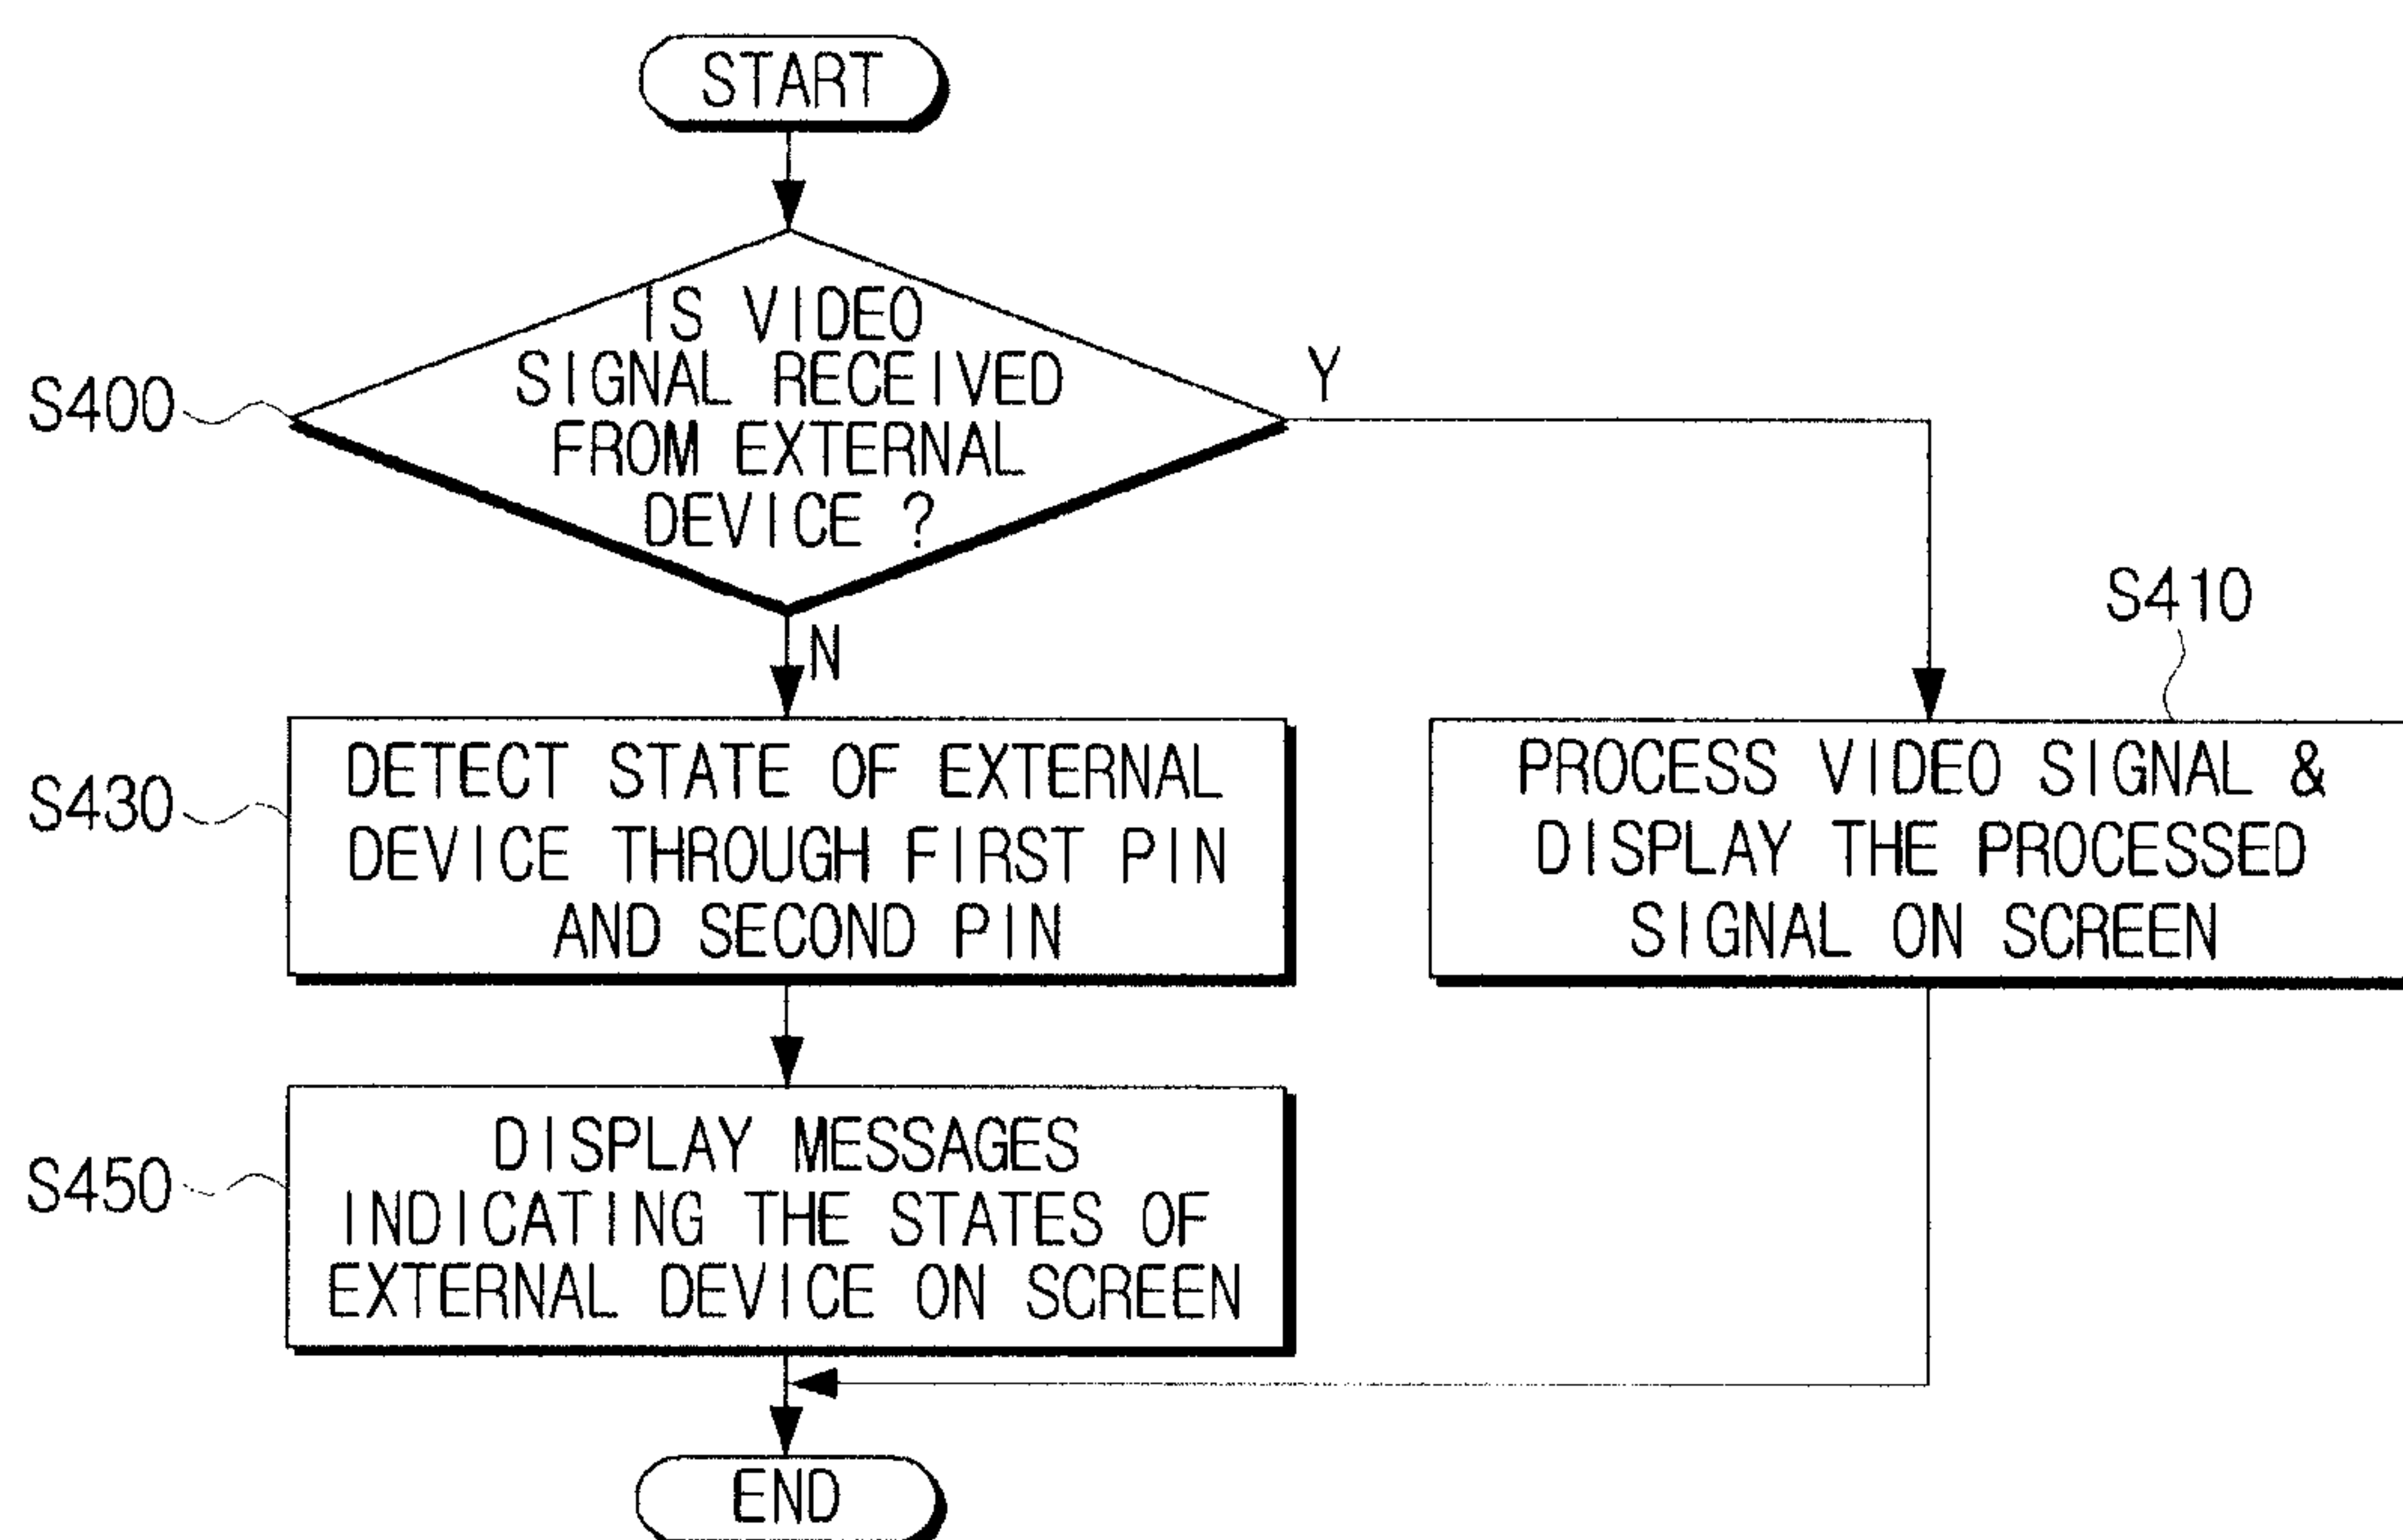 START
IS VIDEO
SIGNAL RECEIVED
FROM EXTERNAL
DEVICE ?
S400
Y
N
S410
PROCESS VIDEO SIGNAL &
DISPLAY THE PROCESSED
SIGNAL ON SCREEN
S430
DETECT STATE OF EXTERNAL
DEVICE THROUGH FIRST PIN
AND SECOND PIN
S450
DISPLAY MESSAGES
INDICATING THE STATES OF
EXTERNAL DEVICE ON SCREEN
END